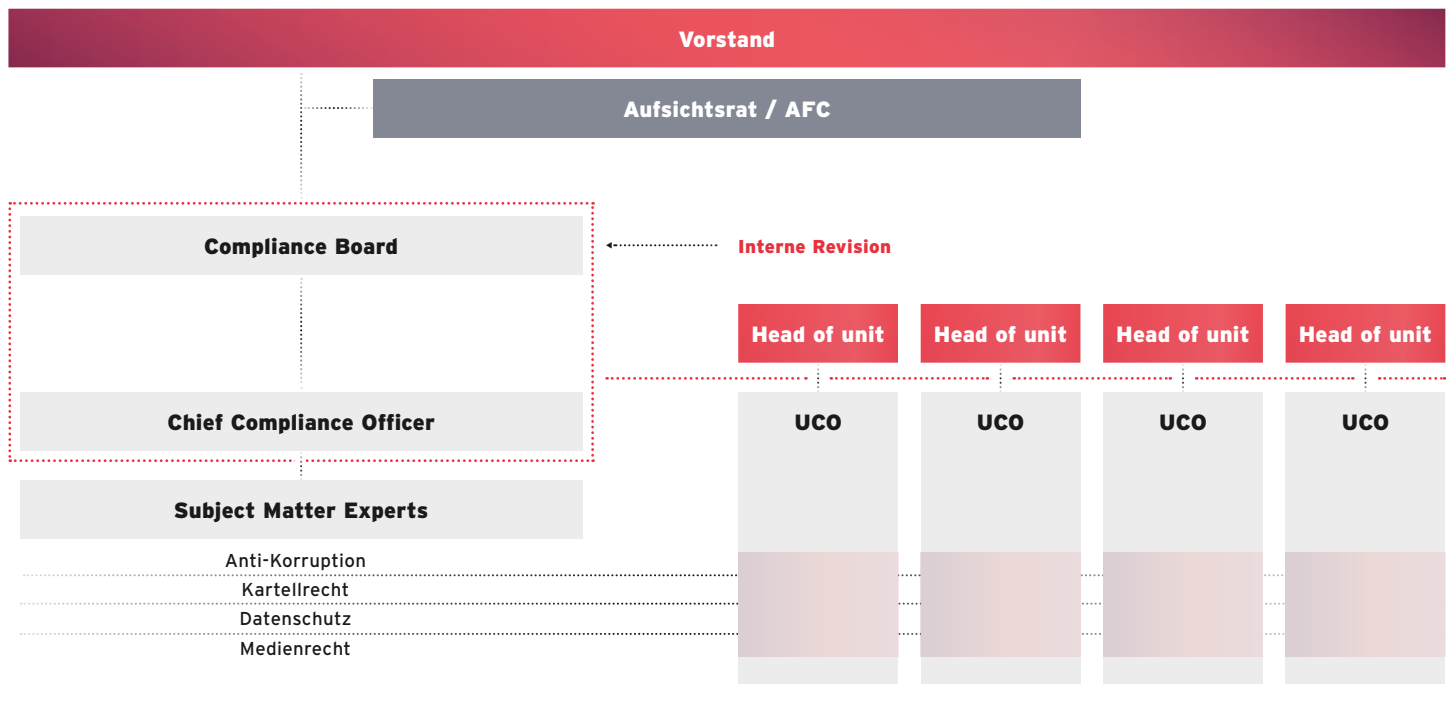 Vorstand
Aufsichtsrat / AFC
Compliance Board
Interne Revision
Head of unit
Head of unit
Head of unit
Head of unit
Chief Compliance Officer
UCO
UCO
UCO
UCO
Subject Matter Experts
Anti-Korruption
Kartellrecht
Datenschutz
Medienrecht